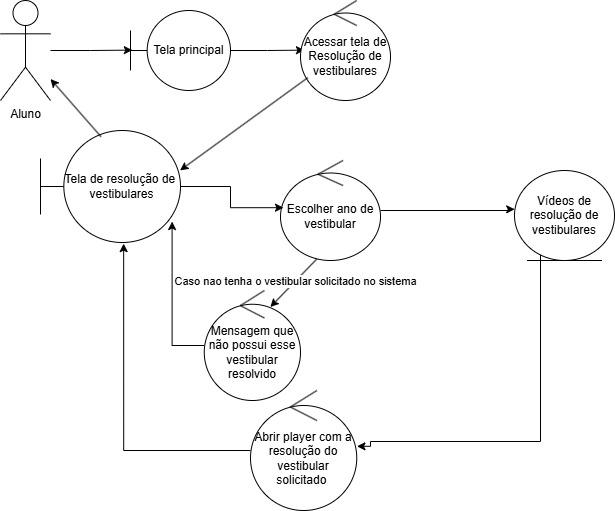 Tela principal
Acessar tela de
Resolução de
vestibulares
Aluno
Tela de resolução de
vestibulares
Escolher ano de
vestibular
Vídeos de
resolução de
vestibulares
Caso nao tenha o vestibular solicitado no sistema
Mensagem que
não possui esse
vestibular
resolvido
Abrir player com a
resolução do
vestibular
solicitado